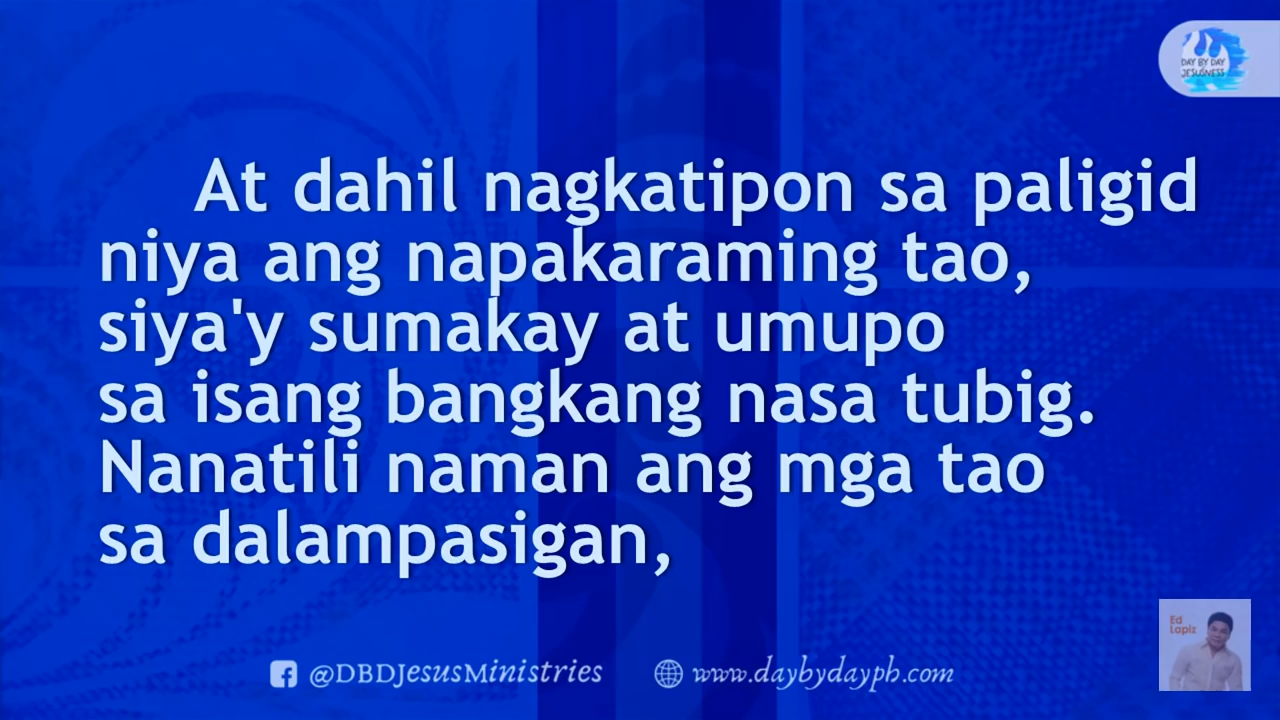 DAY BY DAY
JESUSNESS
At dahil nagkatipon sa paligid
niya ang napakaraming tao,
siya'y sumakay at umupo
sa isang bangkang nasa tubig.
Nanatili naman ang mga tao
sa dalampasigan,
Ed
Lapiz
@DBDJesusMinistries
www.daybydayph.com